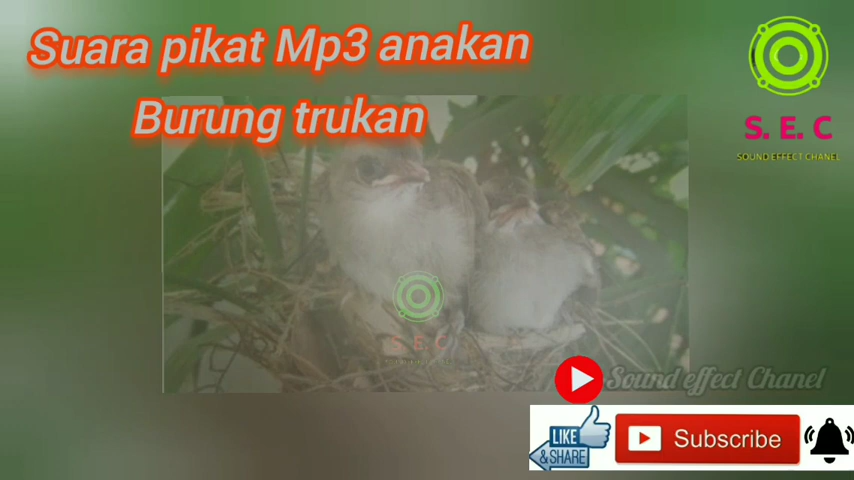 Suara pikat Mp3 anakan
Burung trukan
S. E. C
SOUND EFFECT CHANEL
S E C
Sound effect Chanel
LIKE
& SHARE
Subscribe